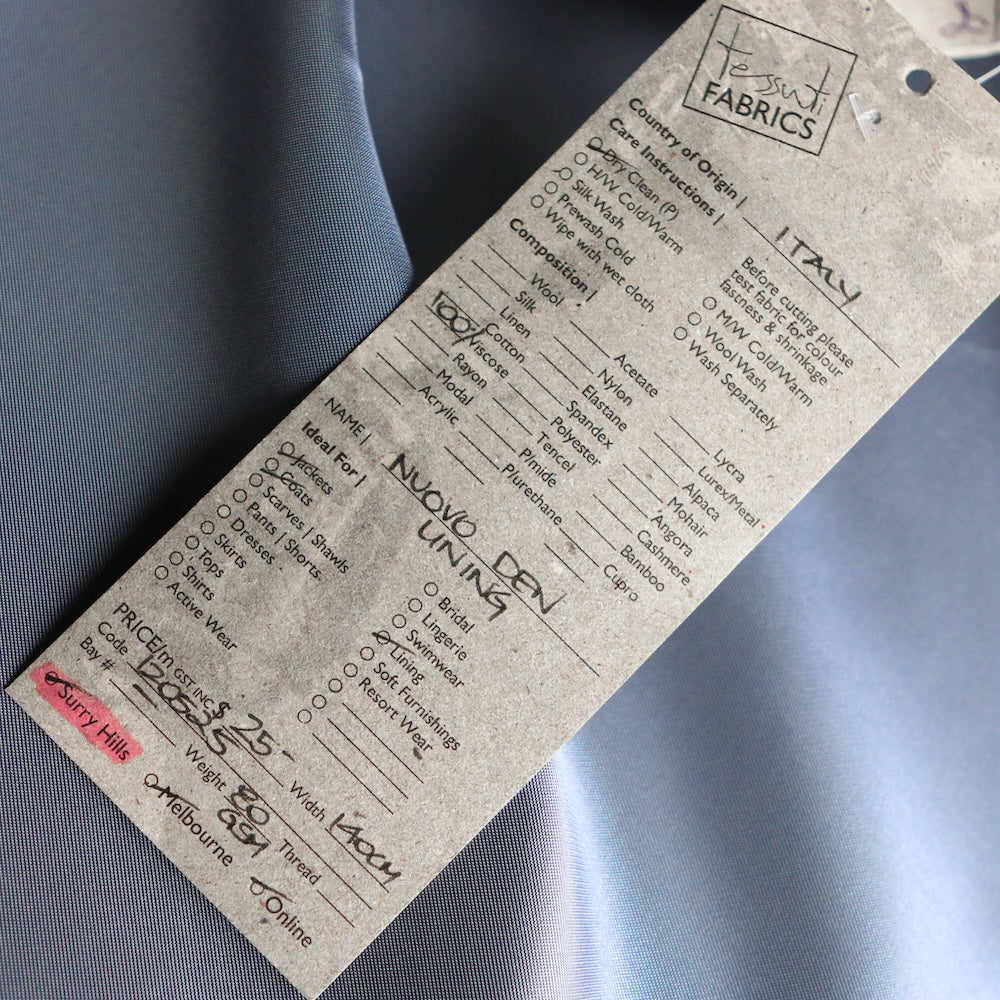 tessuti
FABRICS
Country of Origin | ITALY
Care Instructions |
Dry Clean (P)
H/W Cold/Warm
Silk Wash
Prewash Cold
Wipe with wet cloth
Before cutting please
test fabric for colour
fastness & shrinkage
M/W Cold/Warm
Wool Wash
Wash Separately
Composition |
Wool
Silk
Linen
Cotton
100% Viscose
Rayon
Modal
Acrylic
Acetate
Nylon
Elastane
Spandex
Polyester
Tencel
P/mide
P/urethane
Lycra
Lurex/Metal
Alpaca
Mohair
Angora
Cashmere
Bamboo
Cupro
NAME | NUOVO DEN
LINING
Ideal For |
Jackets
Coats
Scarves | Shawls
Pants | Shorts
Dresses
Skirts
Tops
Shirts
Active Wear
Bridal
Lingerie
Swimwear
Lining
Soft Furnishings
Resort Wear
PRICE/m GST INC $ 25-
Code Width 140CM
Bay # Weight 80 GSM Thread
Surry Hills
Melbourne
Online